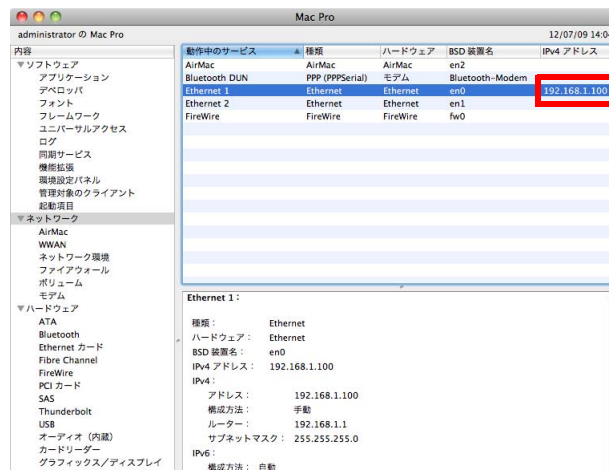 Mac Pro
administrator の Mac Pro
12/07/09 14:04
内容
▼ソフトウェア
アプリケーション
デベロッパ
フォント
フレームワーク
ユニバーサルアクセス
ログ
同期サービス
機能拡張
環境設定パネル
管理対象のクライアント
起動項目
▼ネットワーク
AirMac
WWAN
ネットワーク環境
ファイアウォール
ボリューム
モデム
▼ハードウェア
ATA
Bluetooth
Ethernet カード
Fibre Channel
FireWire
PCI カード
SAS
Thunderbolt
USB
オーディオ（内蔵）
カードリーダー
グラフィックス／ディスプレイ
動作中のサービス ▲ 種類 ハードウェア BSD 装置名 IPv4 アドレス
AirMac AirMac AirMac en2
Bluetooth DUN PPP (PPPSerial) モデム Bluetooth-Modem
Ethernet 1 Ethernet Ethernet en0 192.168.1.100
Ethernet 2 Ethernet Ethernet en1
FireWire FireWire FireWire fw0
Ethernet 1：
種類： Ethernet
ハードウェア： Ethernet
BSD 装置名： en0
IPv4 アドレス： 192.168.1.100
IPv4：
アドレス： 192.168.1.100
構成方法： 手動
ルーター： 192.168.1.1
サブネットマスク： 255.255.255.0
IPv6：
構成方法： 自動